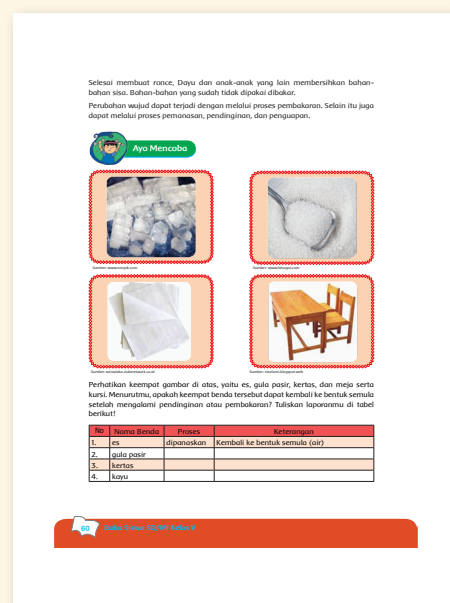 Selesai membuat ronce, Dayu dan anak-anak yang lain membersihkan bahan-
bahan sisa. Bahan-bahan yang sudah tidak dipakai dibakar.
Perubahan wujud dapat terjadi dengan melalui proses pembakaran. Selain itu juga
dapat melalui proses pemanasan, pendinginan, dan penguapan.
Ayo Mencoba
Perhatikan keempat gambar di atas, yaitu es, gula pasir, kertas, dan meja serta
kursi. Menurutmu, apakah keempat benda tersebut dapat kembali ke bentuk semula
setelah mengalami pendinginan atau pembakaran? Tuliskan laporanmu di tabel
berikut!
No Nama Benda Proses Keterangan
1. es dipanaskan Kembali ke bentuk semula (air)
2. gula pasir
3. kertas
4. kayu
60 Buku Siswa SD/MI Kelas V